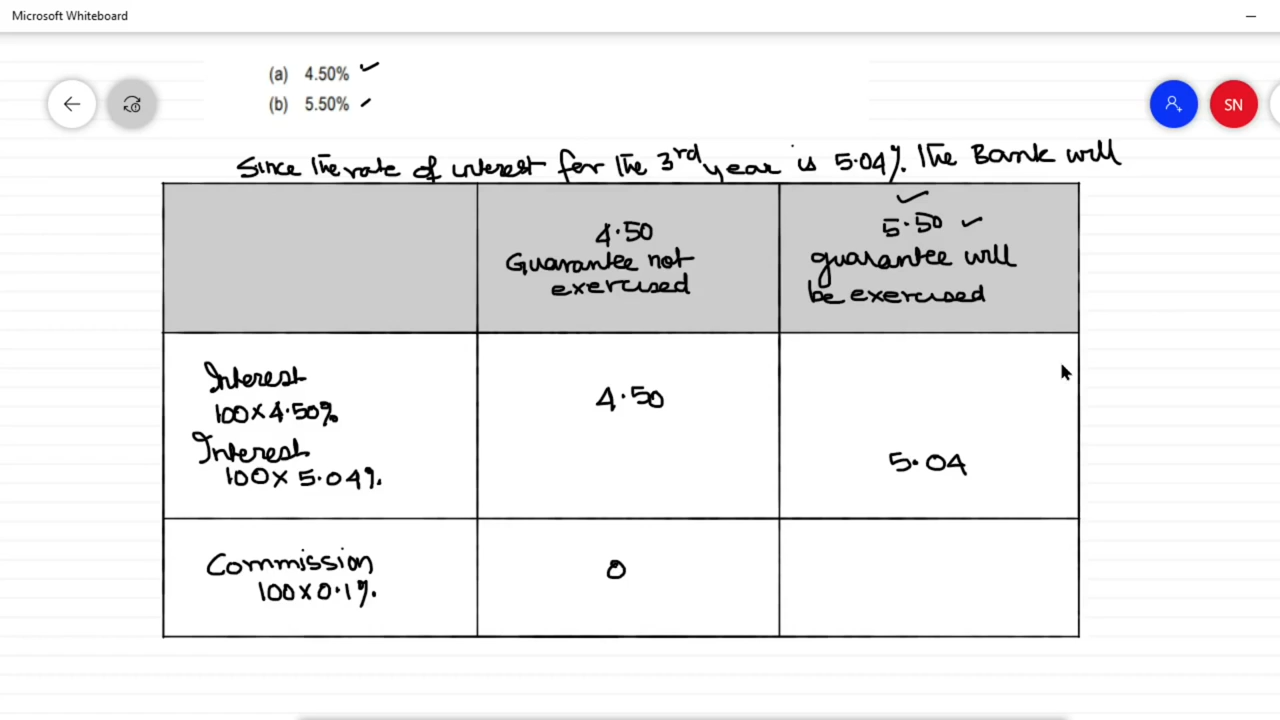 Microsoft Whiteboard
(a) 4.50%
(b) 5.50%
SN
Since the rate of interest for the 3rd year is 5.04%. The Bank will
4.50
Guarantee not
exercised
5.50
guarantee will
be exercised
Interest
100 x 4.50%
4.50
Interest
100 x 5.04%.
5.04
Commission
100 x 0.1%.
0